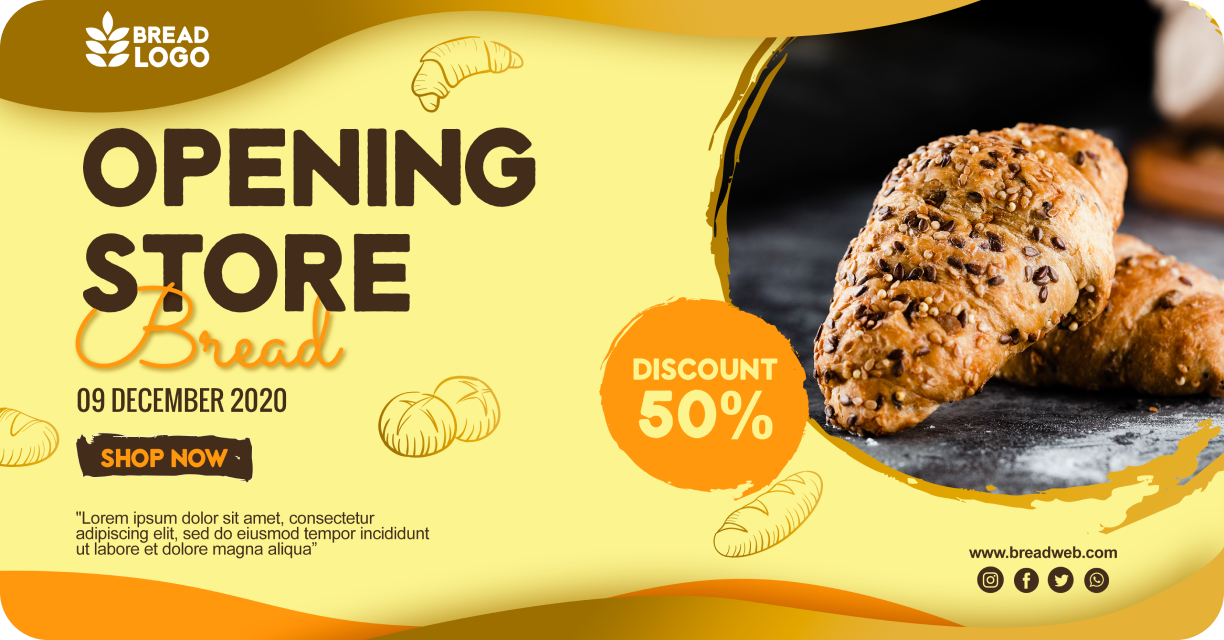 BREAD
LOGO
OPENING
STORE
Bread
09 DECEMBER 2020
SHOP NOW
"Lorem ipsum dolor sit amet, consectetur
adipiscing elit, sed do eiusmod tempor incididunt
ut labore et dolore magna aliqua”
DISCOUNT
50%
www.breadweb.com